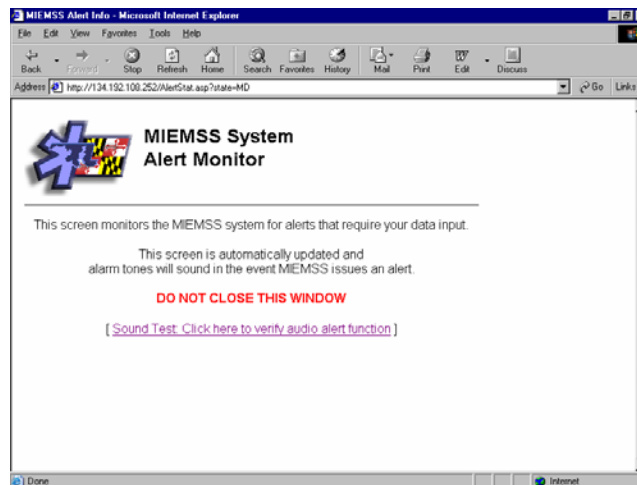 MIEMSS Alert Info - Microsoft Internet Explorer
File Edit View Favorites Tools Help
Back Forward Stop Refresh Home Search Favorites History Mail Print Edit Discuss
Address http://134.192.108.252/AlertStat.asp?state=MD Go Links
MIEMSS System
Alert Monitor
This screen monitors the MIEMSS system for alerts that require your data input.
This screen is automatically updated and
alarm tones will sound in the event MIEMSS issues an alert.
DO NOT CLOSE THIS WINDOW
[ Sound Test: Click here to verify audio alert function ]
Done Internet